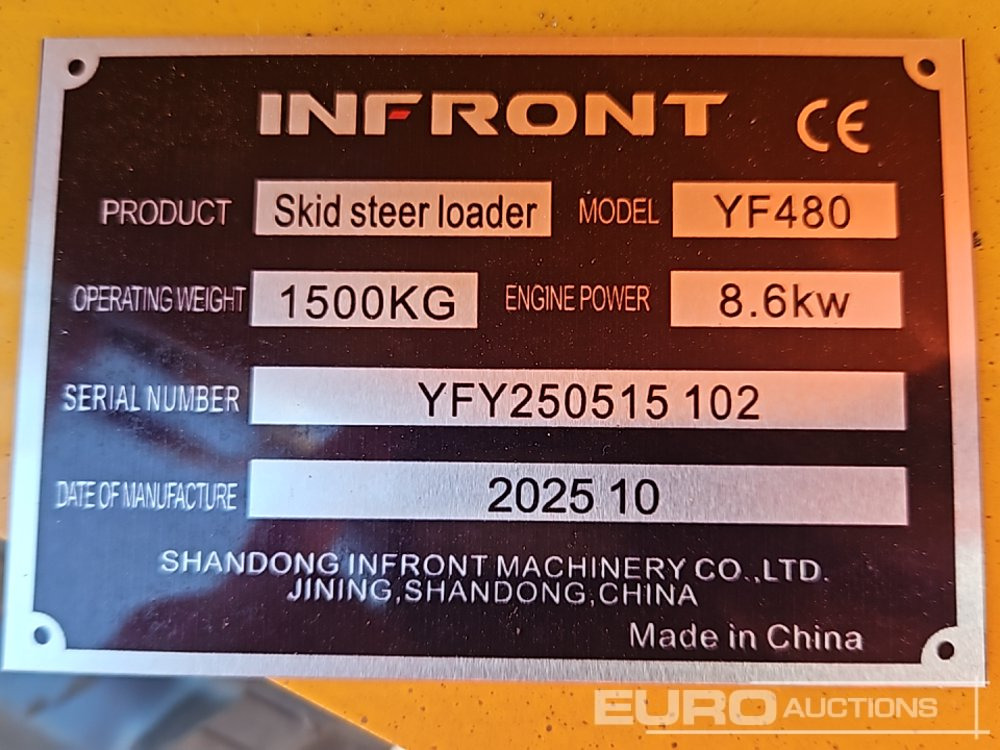 INFRONT CE
PRODUCT Skid steer loader MODEL YF480
OPERATING WEIGHT 1500KG ENGINE POWER 8.6kw
SERIAL NUMBER YFY250515 102
DATE OF MANUFACTURE 2025 10
SHANDONG INFRONT MACHINERY CO.,LTD.
JINING,SHANDONG,CHINA
Made in China
EURO AUCTIONS